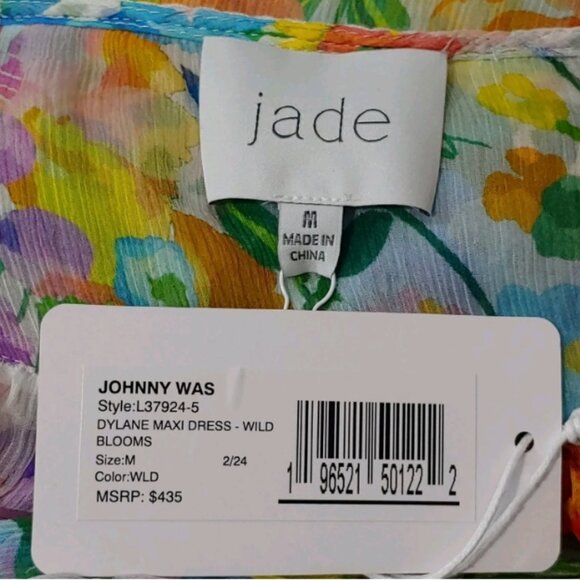 jade
M
MADE IN
CHINA
JOHNNY WAS
Style:L37924-5
DYLANE MAXI DRESS - WILD
BLOOMS
Size:M 2/24
Color:WLD
MSRP: $435
1 96521 50122 2